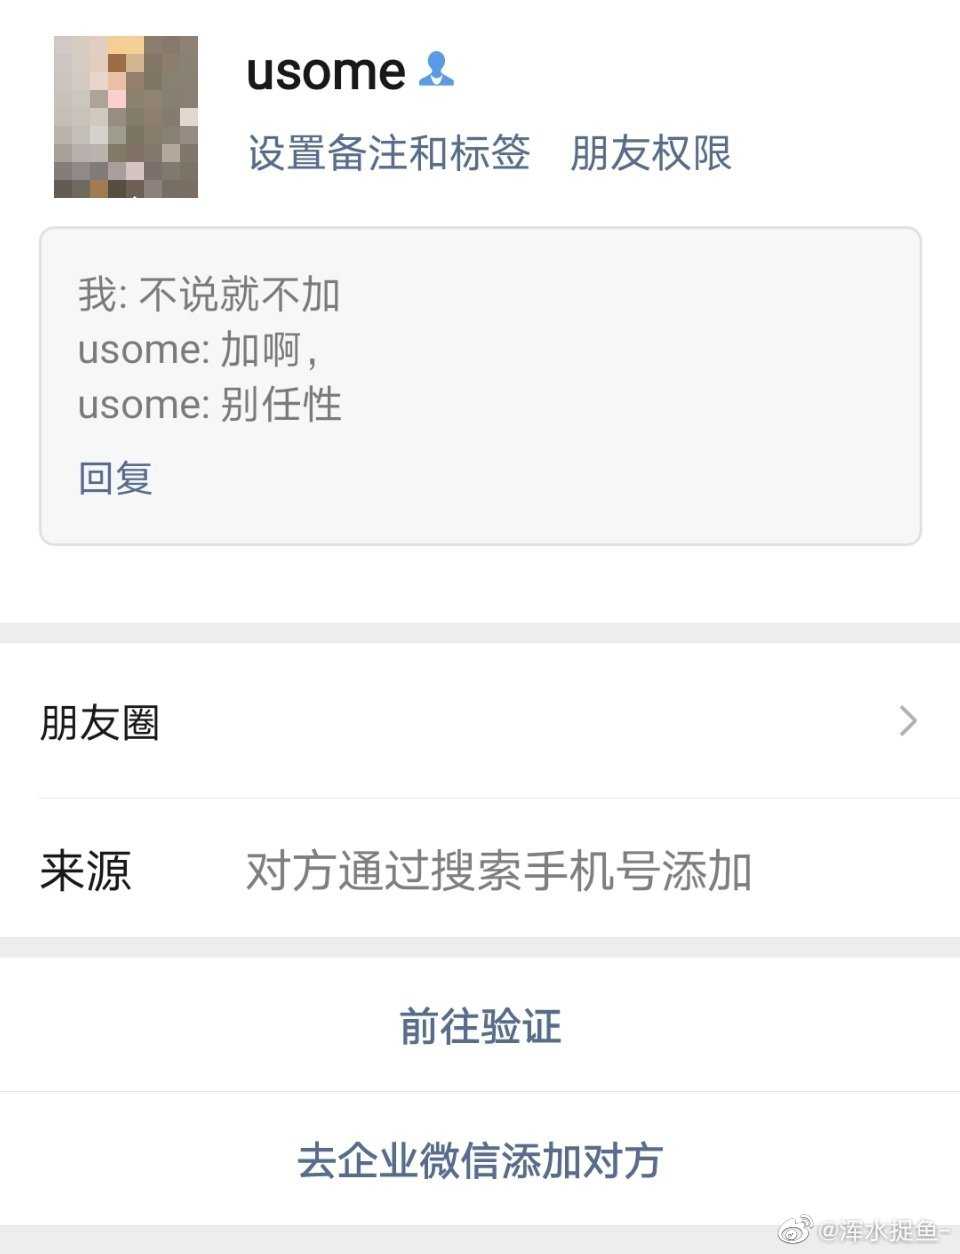 usome
设置备注和标签 朋友权限
我: 不说就不加
usome: 加啊，
usome: 别任性
回复
朋友圈
来源 对方通过搜索手机号添加
前往验证
去企业微信添加对方
@浑水捉鱼-